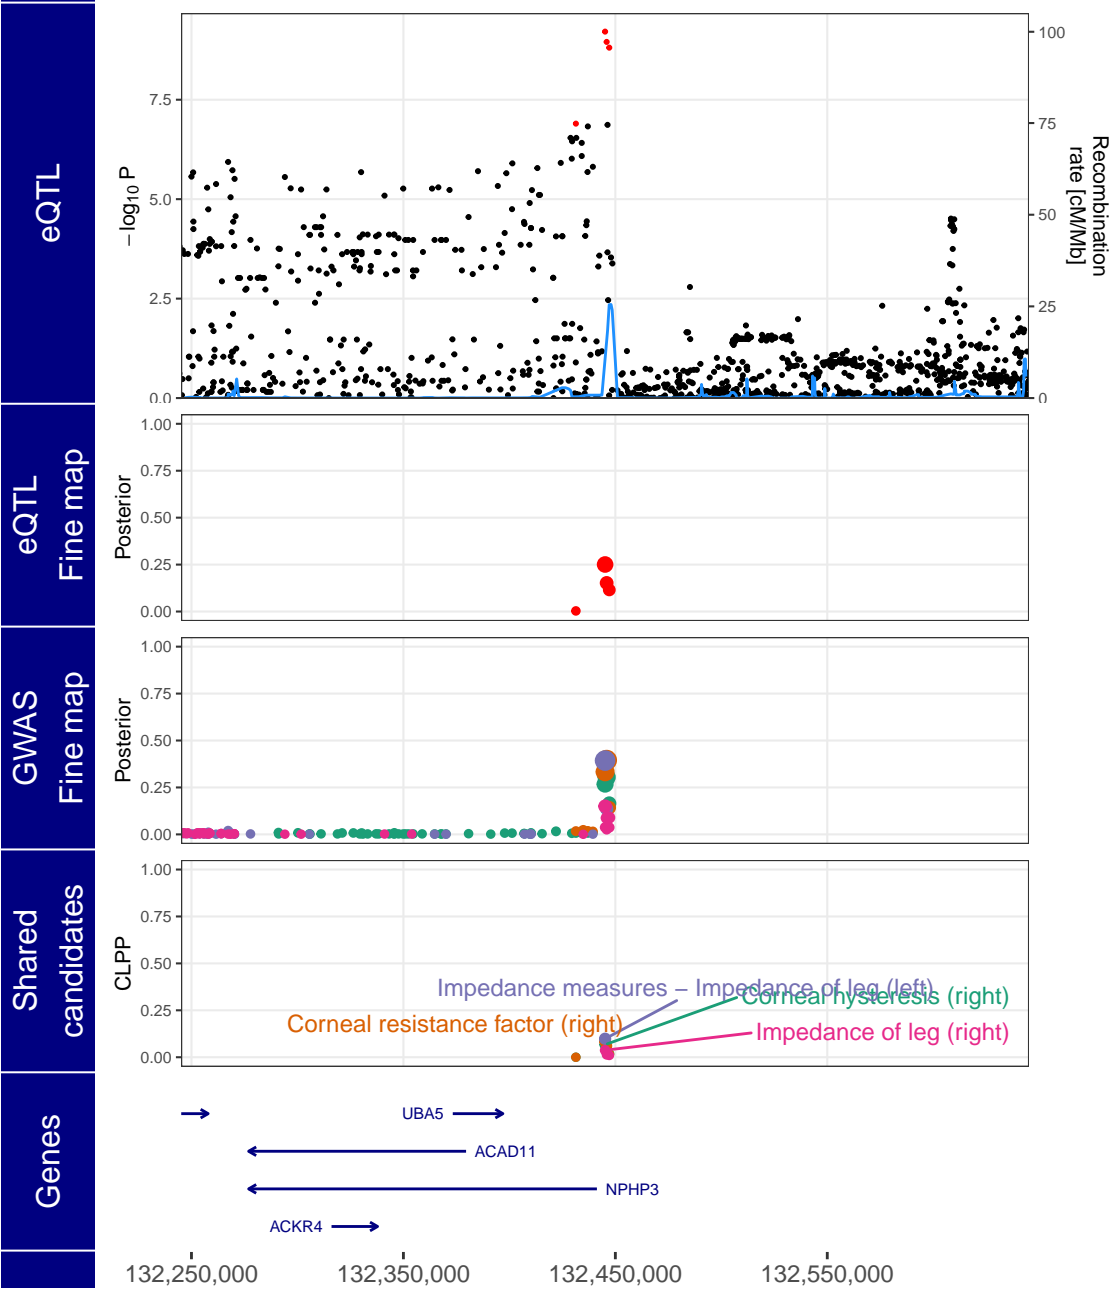 eQTL
−log10 P
7.5
5.0
2.5
0.0
100
75
50
25
0
Recombination
rate [cM/Mb]
eQTL
Fine map
Posterior
1.00
0.75
0.50
0.25
0.00
GWAS
Fine map
Posterior
1.00
0.75
0.50
0.25
0.00
Shared
candidates
CLPP
1.00
0.75
0.50
0.25
0.00
Impedance measures − Impedance of leg (left)
Corneal hysteresis (right)
Corneal resistance factor (right)
Impedance of leg (right)
Genes
UBA5
ACAD11
NPHP3
ACKR4
132,250,000
132,350,000
132,450,000
132,550,000